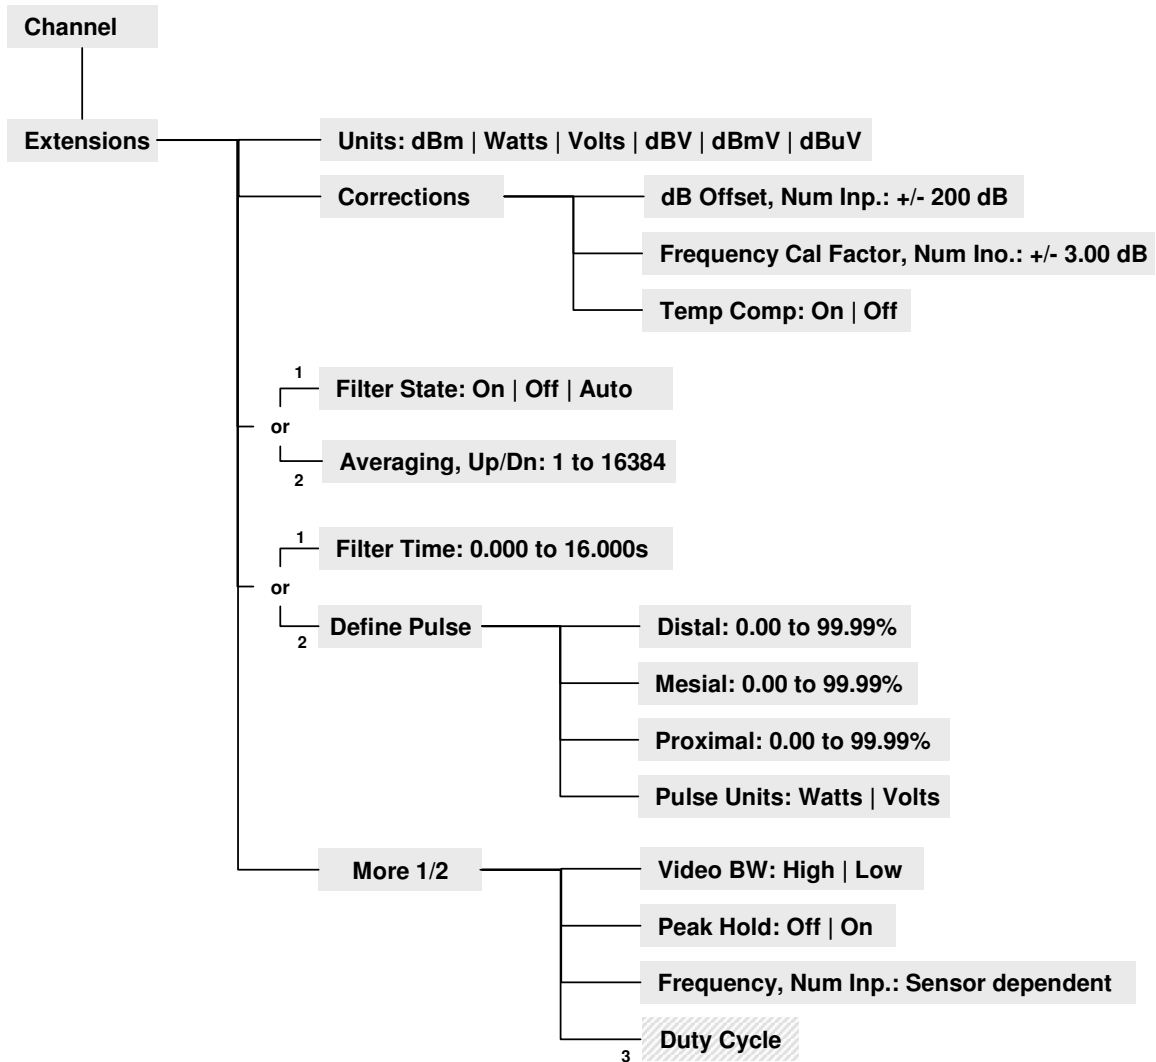 Channel
Extensions
Units: dBm | Watts | Volts | dBV | dBmV | dBuV
Corrections
dB Offset, Num Inp.: +/- 200 dB
Frequency Cal Factor, Num Ino.: +/- 3.00 dB
Temp Comp: On | Off
1
Filter State: On | Off | Auto
or
Averaging, Up/Dn: 1 to 16384
2
1
Filter Time: 0.000 to 16.000s
or
2
Define Pulse
Distal: 0.00 to 99.99%
Mesial: 0.00 to 99.99%
Proximal: 0.00 to 99.99%
Pulse Units: Watts | Volts
More 1/2
Video BW: High | Low
Peak Hold: Off | On
Frequency, Num Inp.: Sensor dependent
Duty Cycle
3